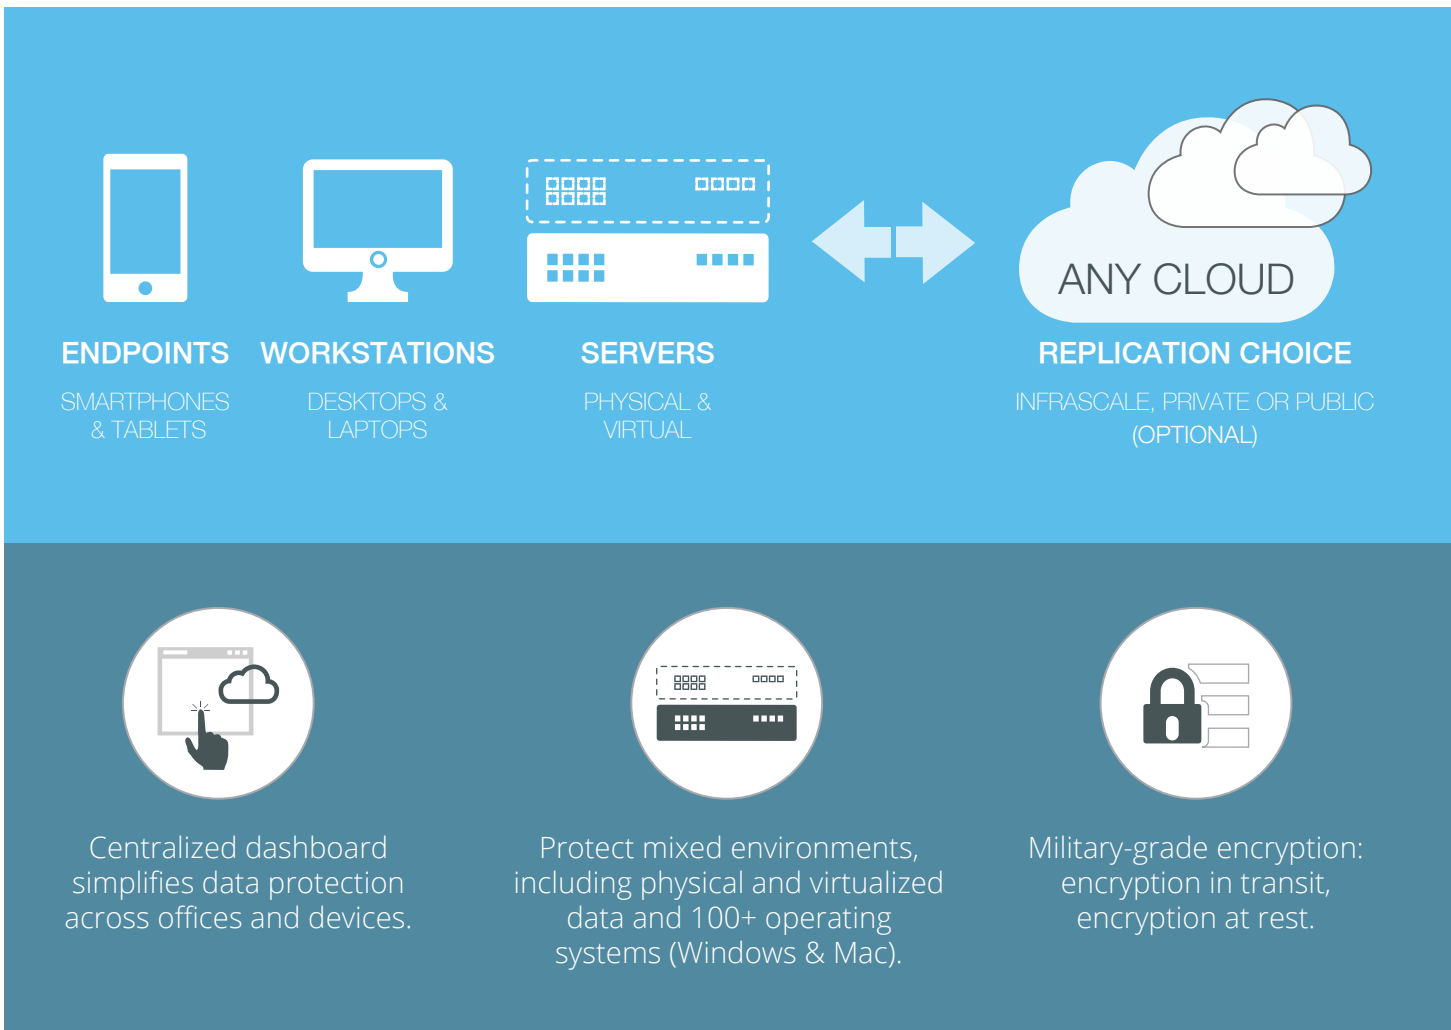 ANY CLOUD
ENDPOINTS
SMARTPHONES
& TABLETS
WORKSTATIONS
DESKTOPS &
LAPTOPS
SERVERS
PHYSICAL &
VIRTUAL
REPLICATION CHOICE
INFRASCALE, PRIVATE OR PUBLIC
(OPTIONAL)
Centralized dashboard
simplifies data protection
across offices and devices.
Protect mixed environments,
including physical and virtualized
data and 100+ operating
systems (Windows & Mac).
Military-grade encryption:
encryption in transit,
encryption at rest.